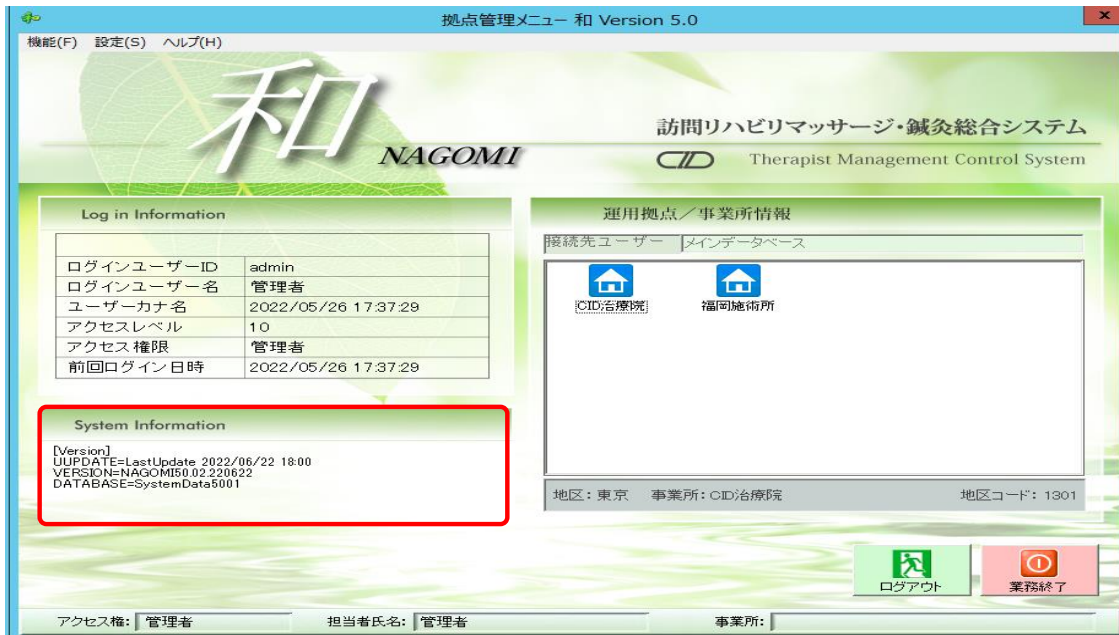 拠点管理メニュー 和 Version 5.0
機能(F) 設定(S) ヘルプ(H)
和
NAGOMI
訪問リハビリマッサージ・鍼灸総合システム
CID Therapist Management Control System
Log in Information
ログインユーザーID admin
ログインユーザー名 管理者
ユーザーカナ名 2022/05/26 17:37:29
アクセスレベル 10
アクセス権限 管理者
前回ログイン日時 2022/05/26 17:37:29
System Information
[Version]
UUPDATE=LastUpdate 2022/06/22 18:00
VERSION=NAGOMI50.02.220622
DATABASE=SystemData5001
運用拠点／事業所情報
接続先ユーザー メインデータベース
CID治療院 福岡施術所
地区：東京 事業所：CID治療院 地区コード： 1301
ログアウト 業務終了
アクセス権: 管理者 担当者氏名: 管理者 事業所: